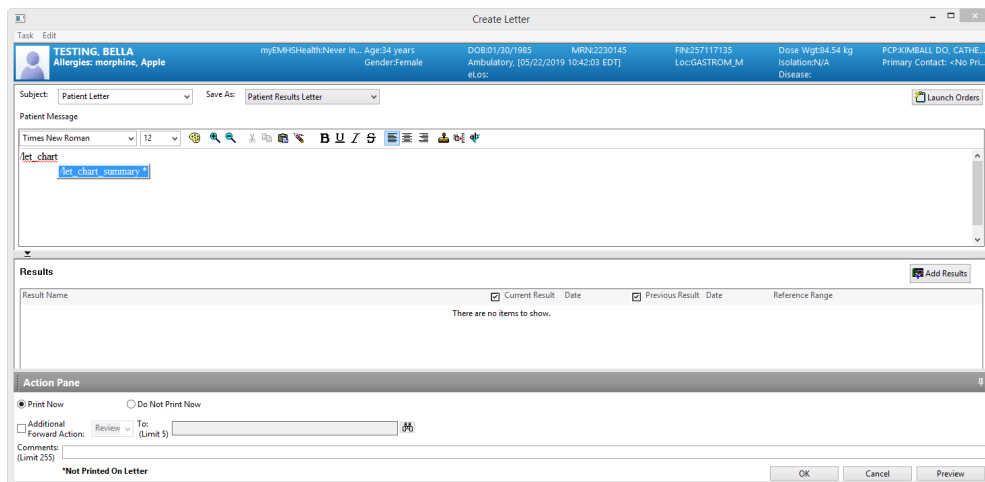 Create Letter
Task Edit
TESTING, BELLA myEMHSHealth:Never In... Age:34 years DOB:01/30/1985 MRN:2230145 FIN:257117135 Dose Wgt:84.54 kg PCP:KIMBALL DO, CATHE...
Allergies: morphine, Apple Gender:Female Ambulatory, [05/22/2019 10:42:03 EDT] Loc:GASTROM_M Isolation:N/A Primary Contact: <No Pri...
eLos: Disease:
Subject: Patient Letter Save As: Patient Results Letter Launch Orders
Patient Message
Times New Roman 12 B U I S
/let_chart
/let_chart_summary *
Results Add Results
Result Name Current Result Date Previous Result Date Reference Range
There are no items to show.
Action Pane
Print Now Do Not Print Now
Additional Forward Action: Review To: (Limit 5)
Comments: (Limit 255)
*Not Printed On Letter OK Cancel Preview